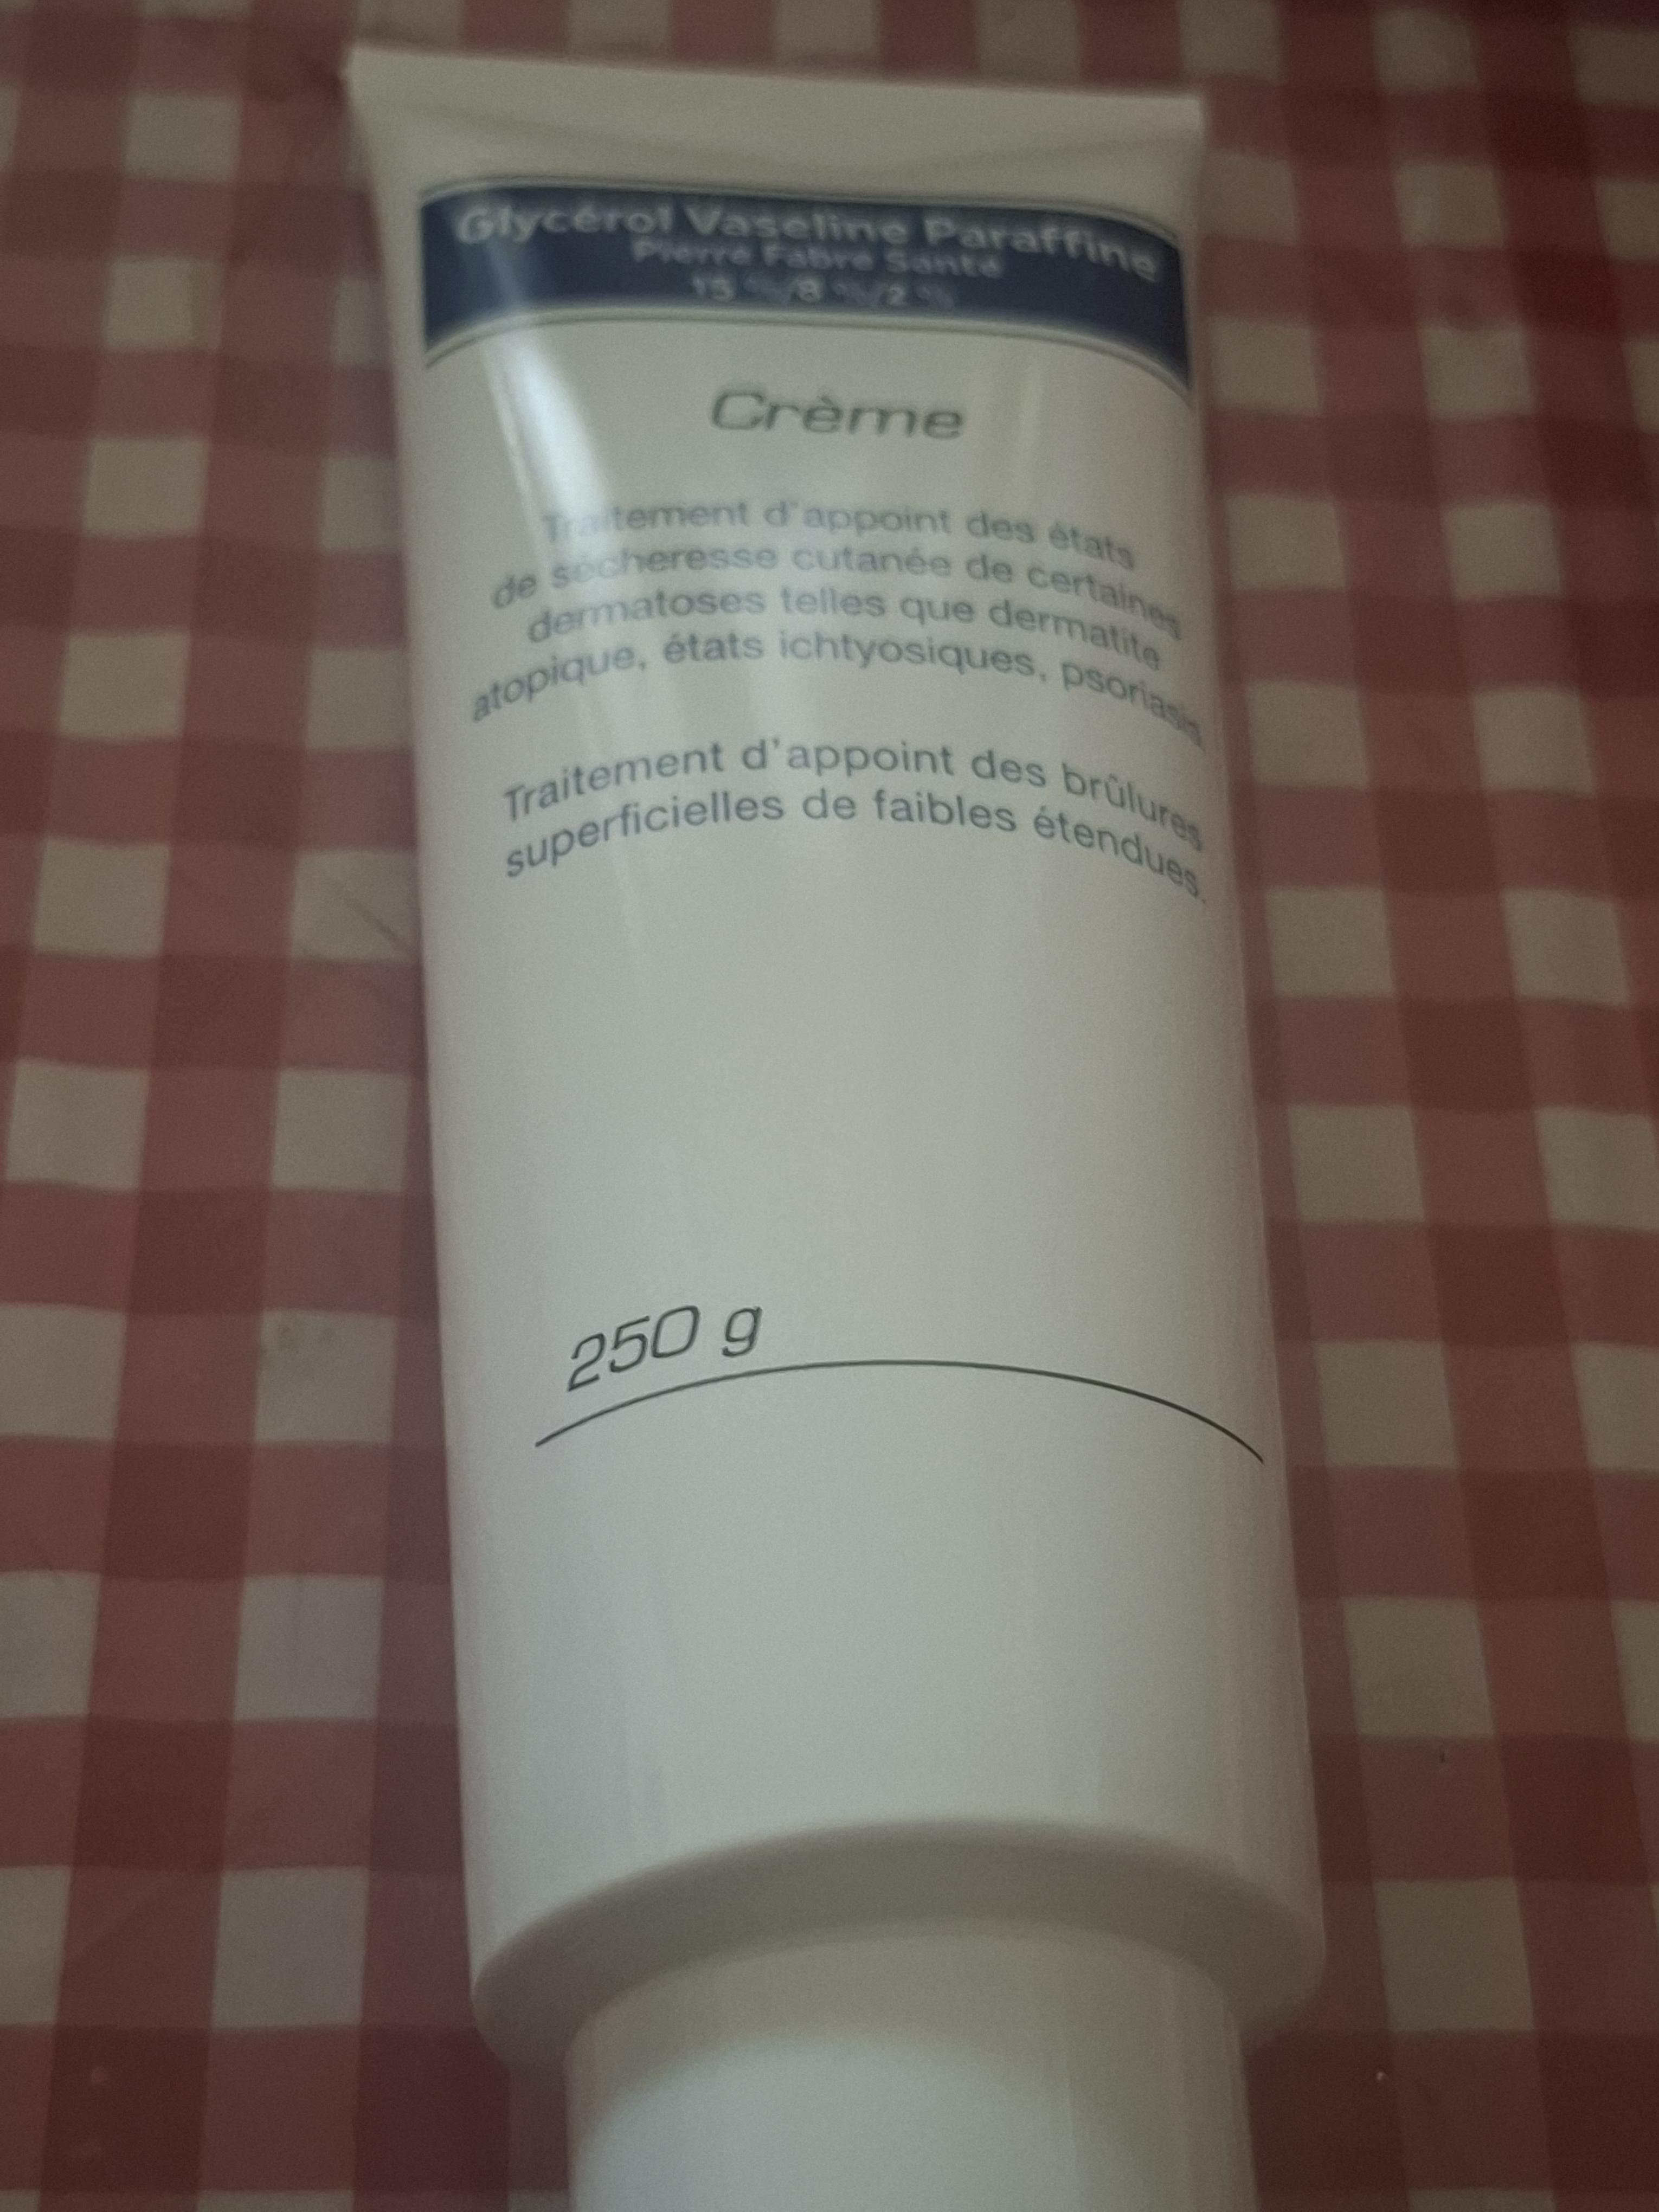 Glycérol Vaseline Paraffine
Pierre Fabre Santé
15 %/8 %/2 %
Crème
Traitement d'appoint des états
de sécheresse cutanée de certaines
dermatoses telles que dermatite
atopique, états ichtyosiques, psoriasis
Traitement d'appoint des brûlures
superficielles de faibles étendues.
250 g